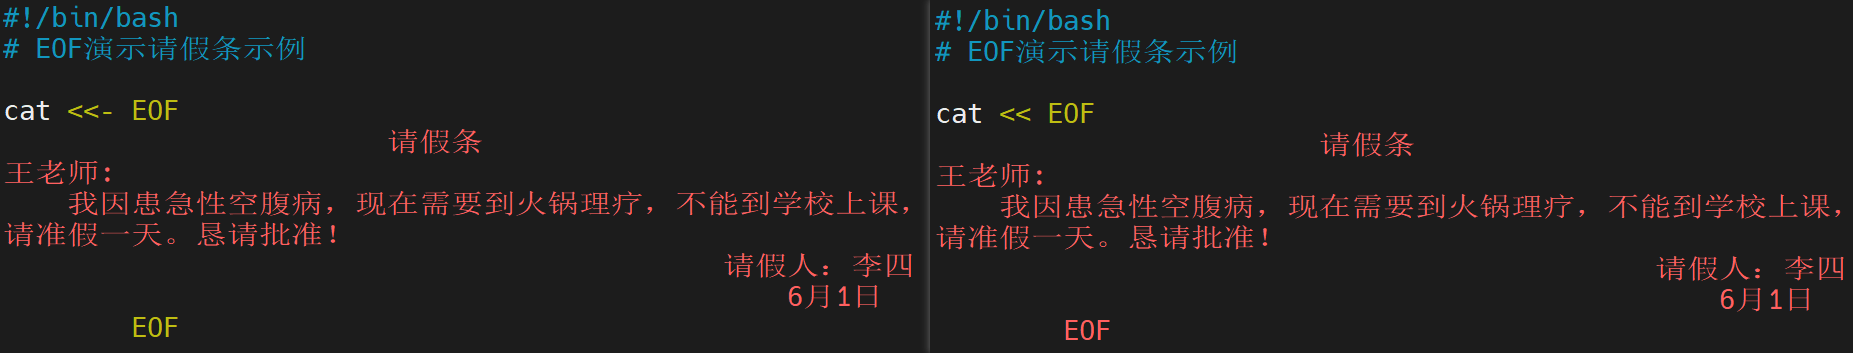 #!/bin/bash
# EOF演示请假条示例
cat <<- EOF
请假条
王老师:
我因患急性空腹病，现在需要到火锅理疗，不能到学校上课，
请准假一天。恳请批准！
请假人：李四
6月1日
EOF
#!/bin/bash
# EOF演示请假条示例
cat << EOF
请假条
王老师:
我因患急性空腹病，现在需要到火锅理疗，不能到学校上课，
请准假一天。恳请批准！
请假人：李四
6月1日
EOF